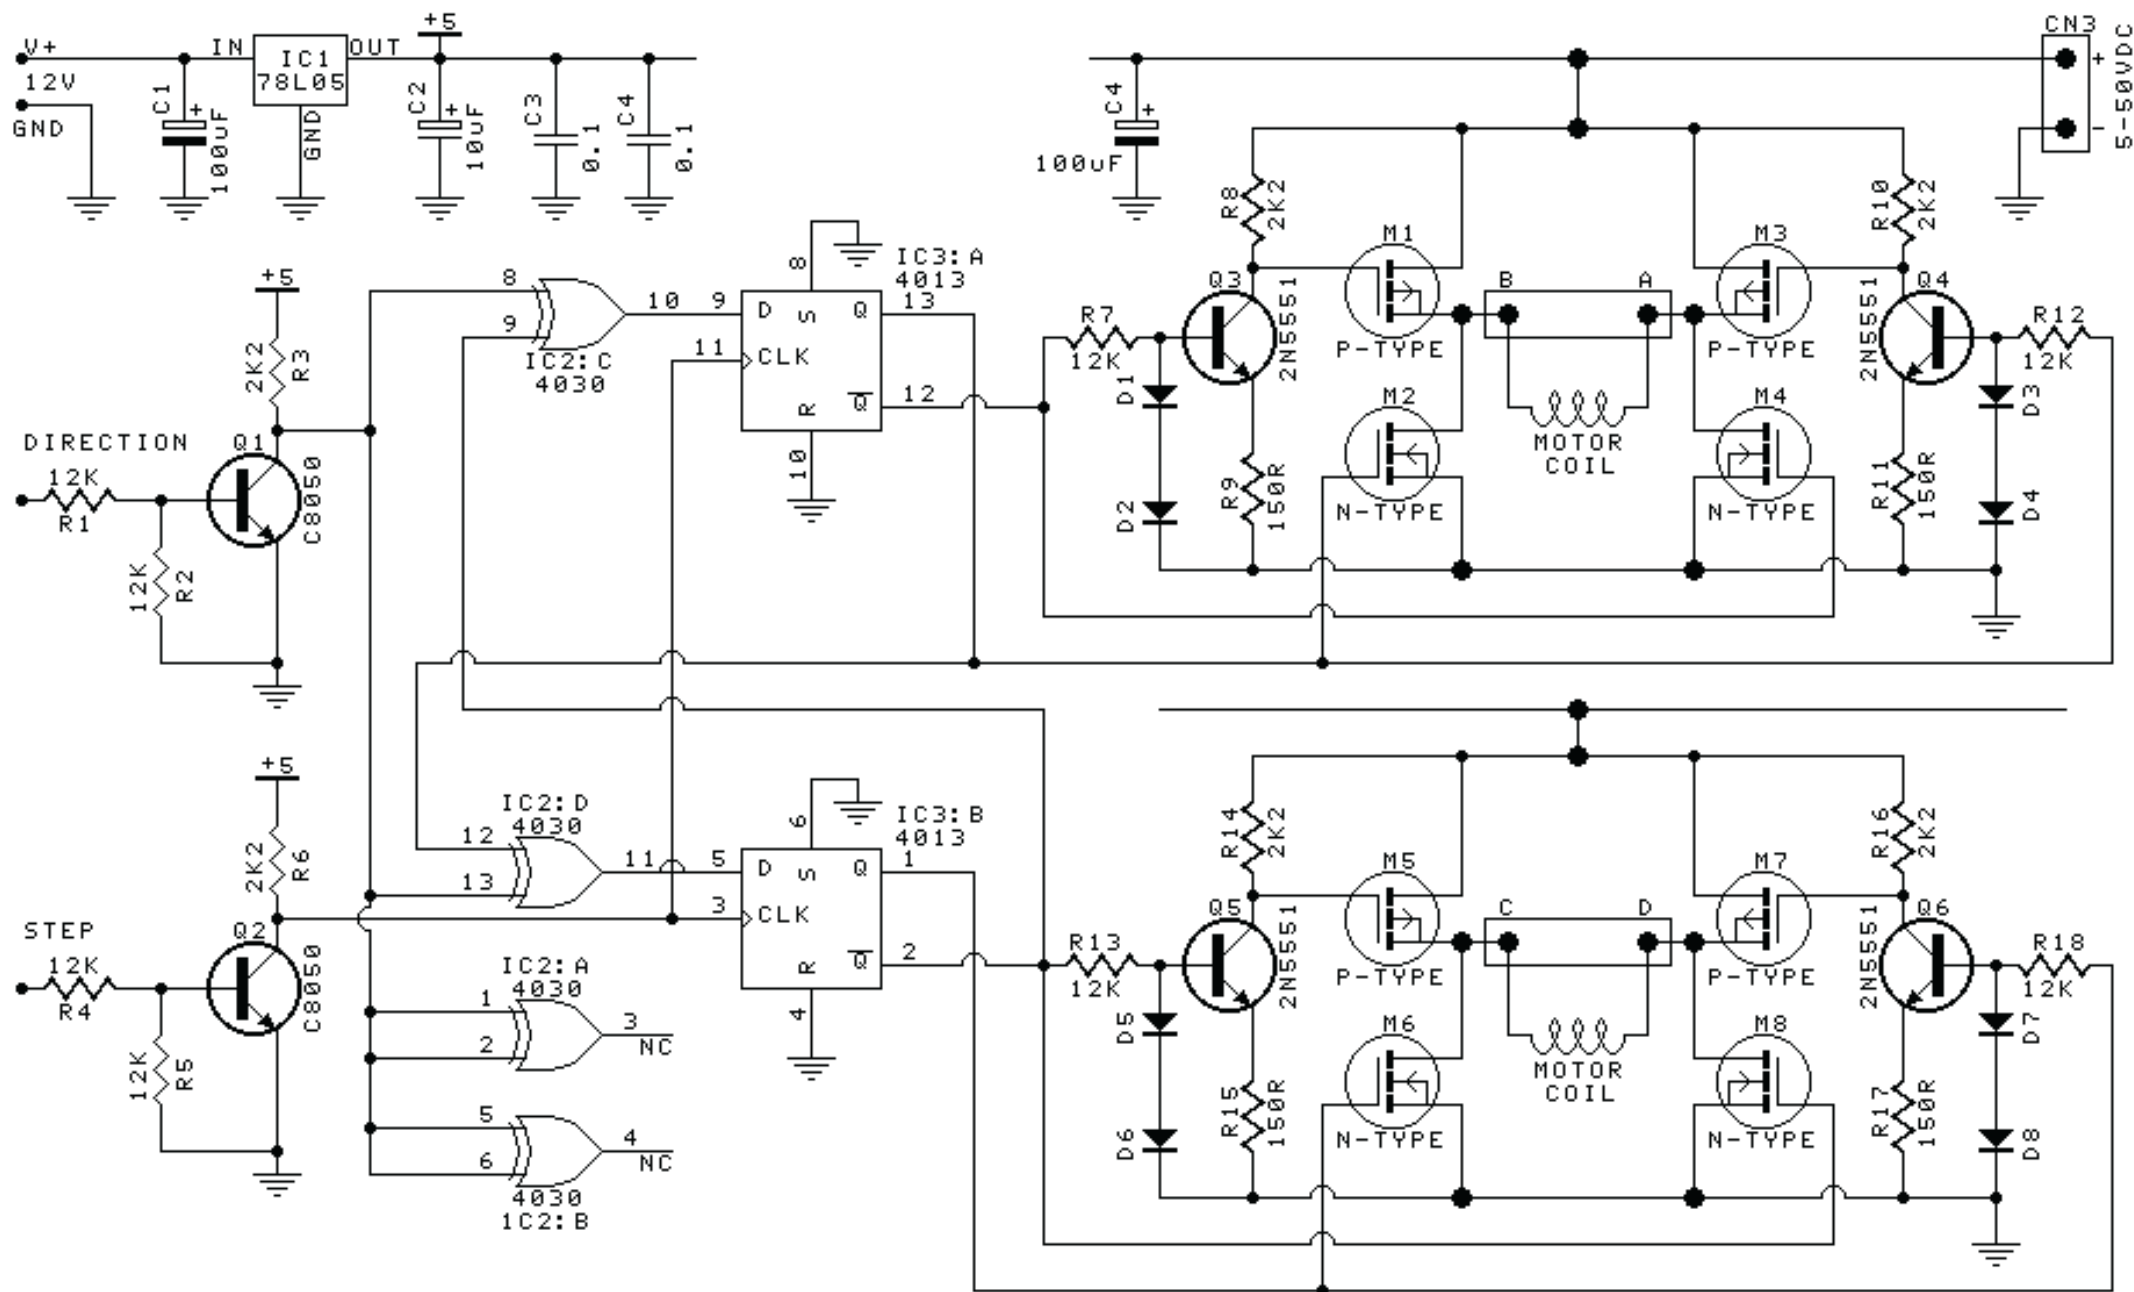 V+
12V
GND
C1
+
100uF
IN
IC1
78L05
OUT
GND
+5
C2
+
10uF
C3
0.1
C4
0.1
C4
+
100uF
CN3
+
-
5-50VDC
DIRECTION
12K
R1
12K
R2
+5
2K2
R3
Q1
C8050
8
9
10
IC2:C
4030
IC3:A
4013
8
9
11
D
S
Q
CLK
R
Q
13
12
10
R7
12K
D1
D2
R8
2K2
Q3
2N5551
R9
150R
M1
P-TYPE
M2
N-TYPE
B
A
MOTOR
COIL
M3
P-TYPE
M4
N-TYPE
R10
2K2
Q4
2N5551
R11
150R
R12
12K
D3
D4
STEP
12K
R4
12K
R5
+5
2K2
R6
Q2
C8050
IC2:D
4030
12
13
11
IC2:A
4030
1
2
3
NC
5
6
4
NC
4030
1C2:B
IC3:B
4013
6
5
3
D
S
Q
CLK
R
Q
1
2
4
R13
12K
D5
D6
R14
2K2
Q5
2N5551
R15
150R
M5
P-TYPE
M6
N-TYPE
C
D
MOTOR
COIL
M7
P-TYPE
M8
N-TYPE
R16
2K2
Q6
2N5551
R17
150R
R18
12K
D7
D8